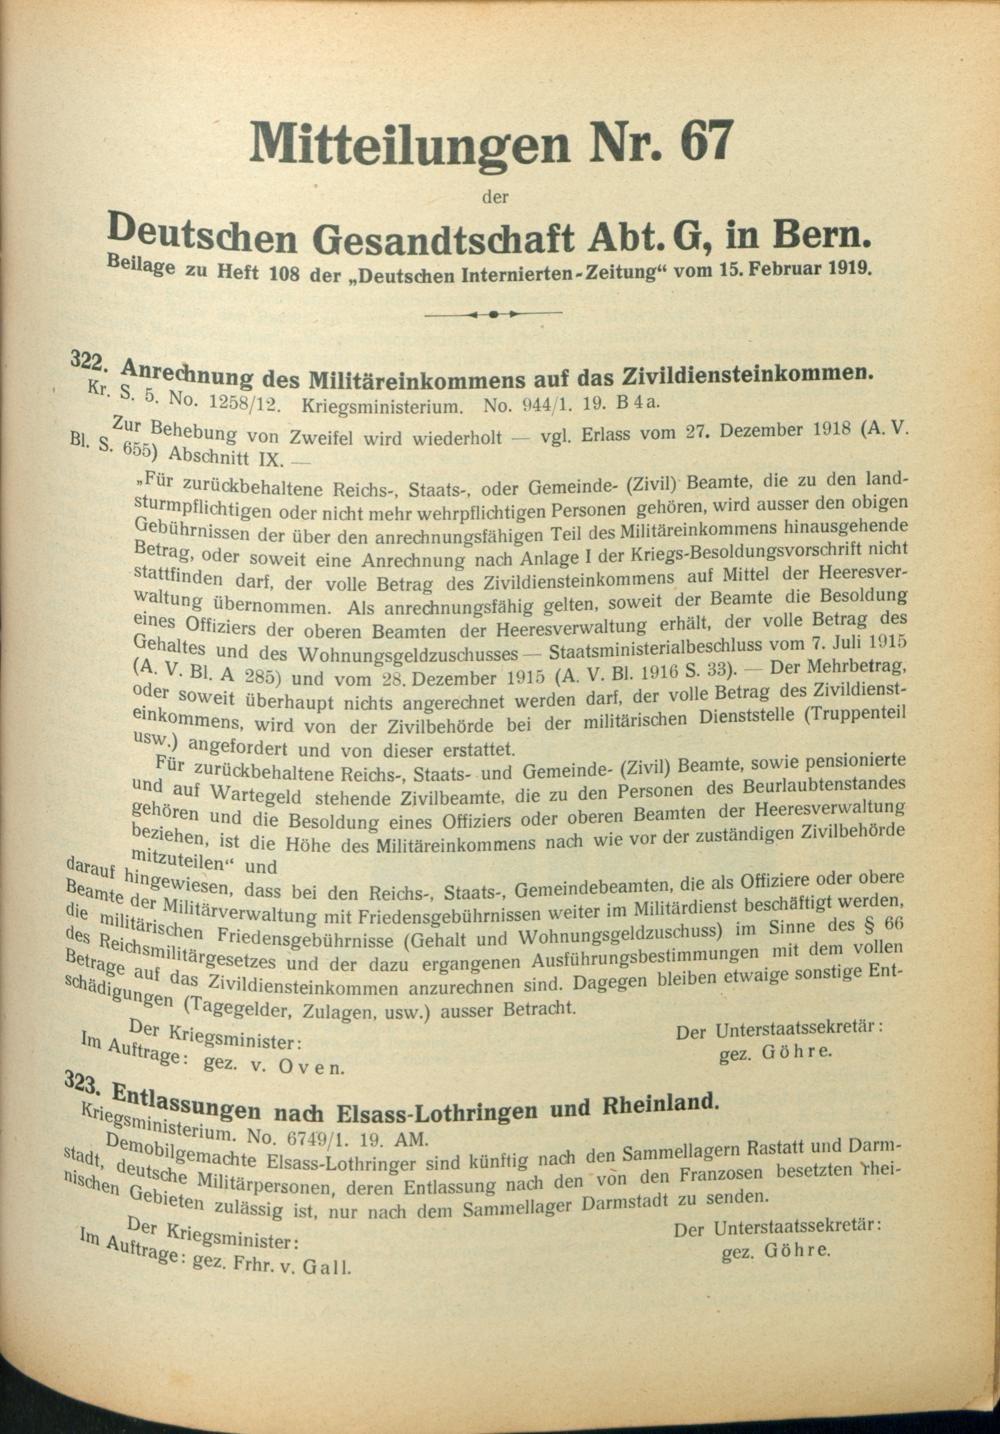 Mitteilungen Nr. 67
der
Deutschen Gesandtschaft Abt. G, in Bern.
Beilage zu Heft 108 der „Deutschen Internierten-Zeitung“ vom 15. Februar 1919.
322. Anrechnung des Militäreinkommens auf das Zivildiensteinkommen.
Kr. S. 5. No. 1258/12. Kriegsministerium. No. 944/1. 19. B 4 a.
Zur Behebung von Zweifel wird wiederholt — vgl. Erlass vom 27. Dezember 1918 (A. V.
Bl. S. 655) Abschnitt IX. —
„Für zurückbehaltene Reichs-, Staats-, oder Gemeinde- (Zivil) Beamte, die zu den land-
sturmpflichtigen oder nicht mehr wehrpflichtigen Personen gehören, wird ausser den obigen
Gebührnissen der über den anrechnungsfähigen Teil des Militäreinkommens hinausgehende
Betrag, oder soweit eine Anrechnung nach Anlage I der Kriegs-Besoldungsvorschrift nicht
stattfinden darf, der volle Betrag des Zivildiensteinkommens auf Mittel der Heeresver-
waltung übernommen. Als anrechnungsfähig gelten, soweit der Beamte die Besoldung
eines Offiziers der oberen Beamten der Heeresverwaltung erhält, der volle Betrag des
Gehaltes und des Wohnungsgeldzuschusses — Staatsministerialbeschluss vom 7. Juli 1915
(A. V. Bl. A 285) und vom 28. Dezember 1915 (A. V. Bl. 1916 S. 33). — Der Mehrbetrag,
oder soweit überhaupt nichts angerechnet werden darf, der volle Betrag des Zivildienst-
einkommens, wird von der Zivilbehörde bei der militärischen Dienststelle (Truppenteil
usw.) angefordert und von dieser erstattet.
Für zurückbehaltene Reichs-, Staats- und Gemeinde- (Zivil) Beamte, sowie pensionierte
und auf Wartegeld stehende Zivilbeamte, die zu den Personen des Beurlaubtenstandes
gehören und die Besoldung eines Offiziers oder oberen Beamten der Heeresverwaltung
beziehen, ist die Höhe des Militäreinkommens nach wie vor der zuständigen Zivilbehörde
mitzuteilen“ und
darauf hingewiesen, dass bei den Reichs-, Staats-, Gemeindebeamten, die als Offiziere oder obere
Beamte der Militärverwaltung mit Friedensgebührnissen weiter im Militärdienst beschäftigt werden,
die militärischen Friedensgebührnisse (Gehalt und Wohnungsgeldzuschuss) im Sinne des § 66
des Reichsmilitärgesetzes und der dazu ergangenen Ausführungsbestimmungen mit dem vollen
Betrage auf das Zivildiensteinkommen anzurechnen sind. Dagegen bleiben etwaige sonstige Ent-
schädigungen (Tagegelder, Zulagen, usw.) ausser Betracht.
Der Kriegsminister:
Im Auftrage: gez. v. Oven.
Der Unterstaatssekretär:
gez. Göhre.
323. Entlassungen nach Elsass-Lothringen und Rheinland.
Kriegsministerium. No. 6749/1. 19. AM.
Demobilgemachte Elsass-Lothringer sind künftig nach den Sammellagern Rastatt und Darm-
stadt, deutsche Militärpersonen, deren Entlassung nach den von den Franzosen besetzten rhei-
nischen Gebieten zulässig ist, nur nach dem Sammellager Darmstadt zu senden.
Der Kriegsminister:
Im Auftrage: gez. Frhr. v. Gall.
Der Unterstaatssekretär:
gez. Göhre.